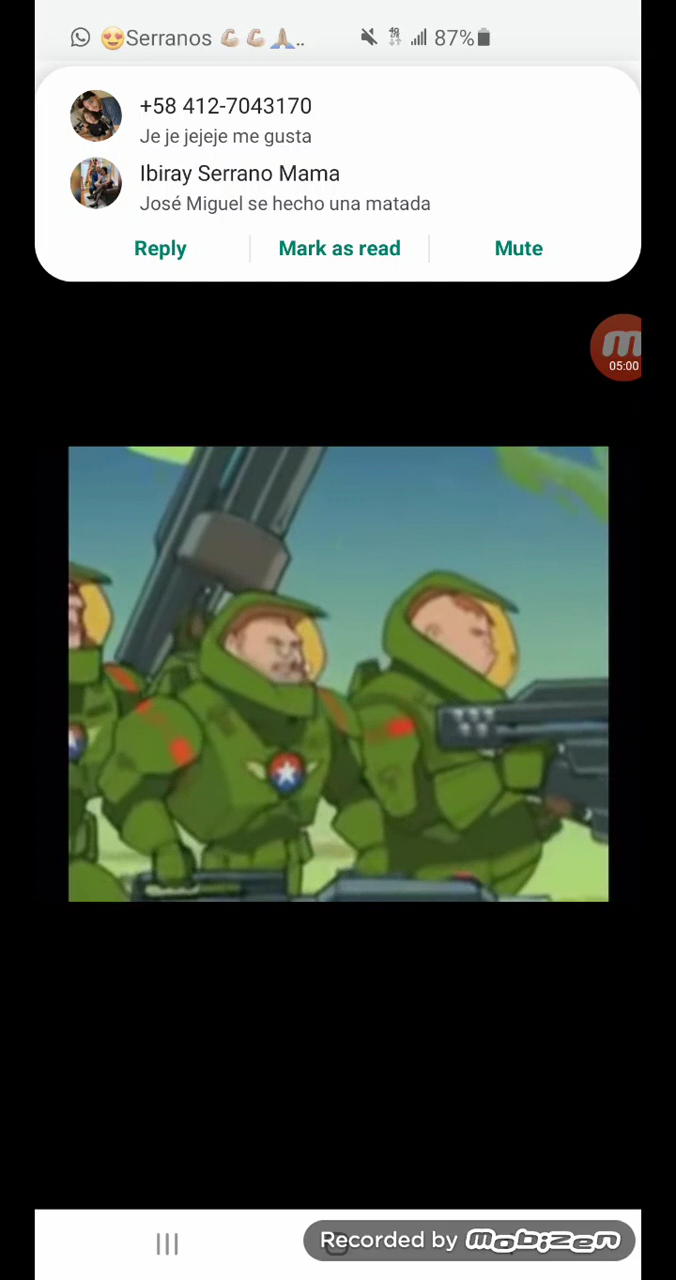 😍Serranos 💪🏼💪🏼🙏🏼.. 87%
+58 412-7043170
Je je jejeje me gusta
Ibiray Serrano Mama
José Miguel se hecho una matada
Reply Mark as read Mute
m
05:00
Recorded by mobizen